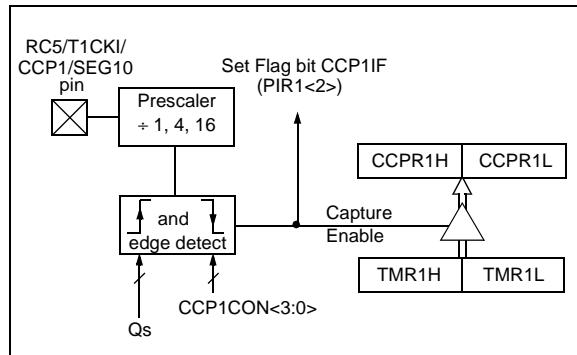 RC5/T1CKI/
CCP1/SEG10
pin
Set Flag bit CCP1IF
(PIR1<2>)
Prescaler
÷ 1, 4, 16
CCPR1H CCPR1L
and
edge detect
Capture
Enable
TMR1H TMR1L
CCP1CON<3:0>
Qs